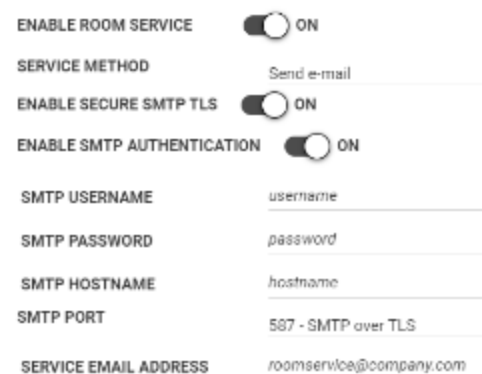 ENABLE ROOM SERVICE ON
SERVICE METHOD Send e-mail
ENABLE SECURE SMTP TLS ON
ENABLE SMTP AUTHENTICATION ON
SMTP USERNAME username
SMTP PASSWORD password
SMTP HOSTNAME hostname
SMTP PORT 587 - SMTP over TLS
SERVICE EMAIL ADDRESS roomservice@company.com